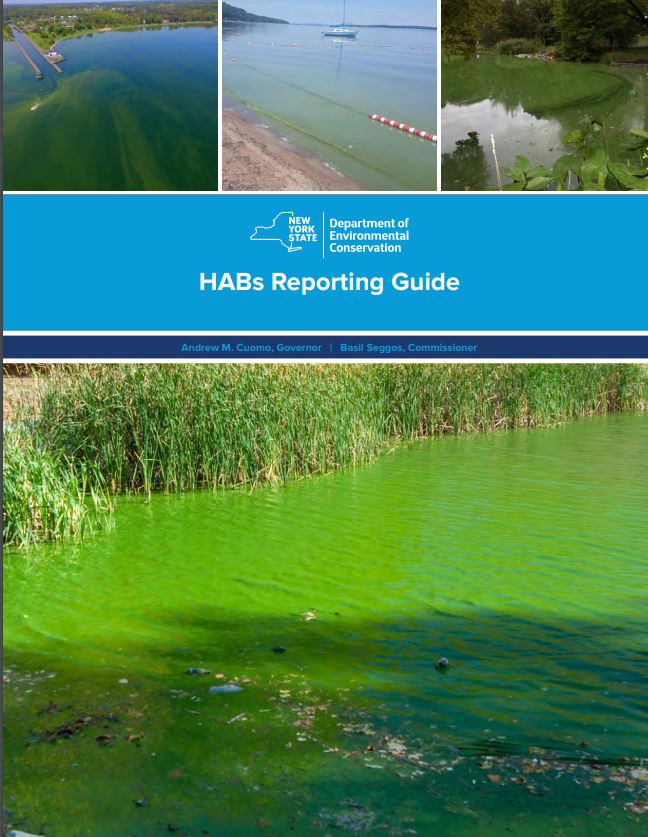 NEW
YORK
STATE
Department of
Environmental
Conservation
HABs Reporting Guide
Andrew M. Cuomo, Governor | Basil Seggos, Commissioner